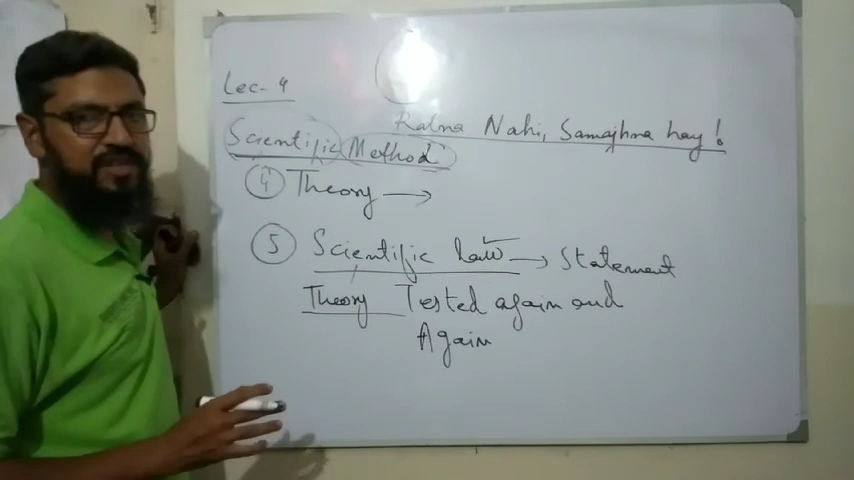 Lec-4
Ratna Nahi, Samajhna hay!
Scientific Method
4 Theory →
5 Scientific Law → Statement
Theory Tested again and
Again